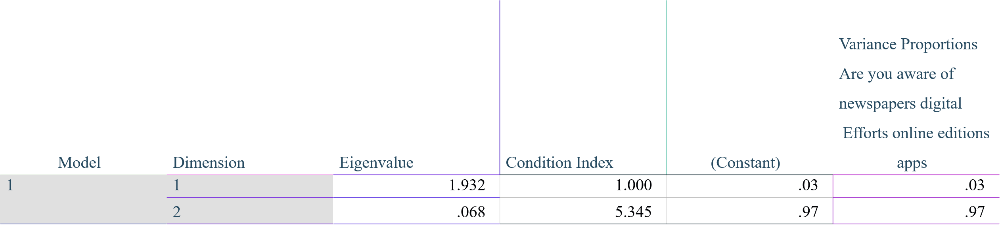 Variance Proportions
Are you aware of
newspapers digital
Efforts online editions
Model Dimension Eigenvalue Condition Index (Constant) apps
1 1 1.932 1.000 .03 .03
2 .068 5.345 .97 .97